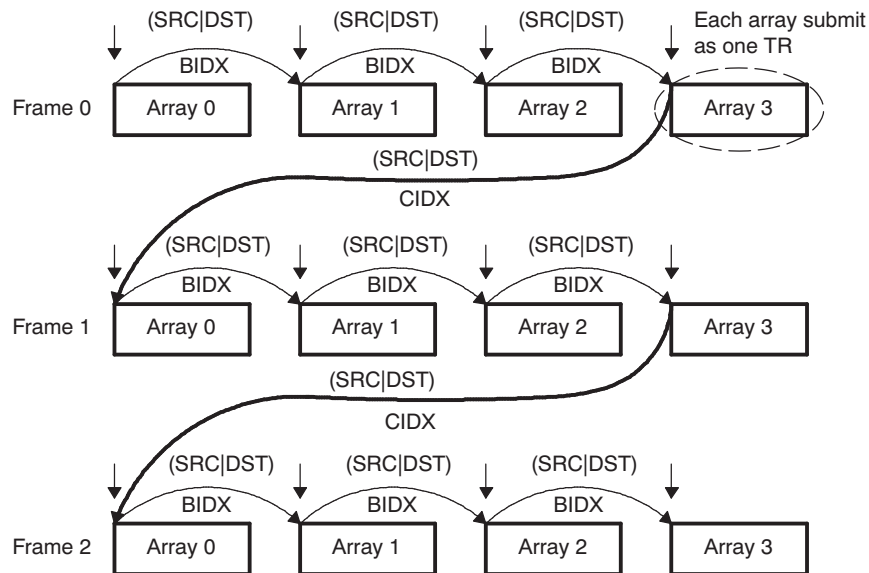 (SRC|DST) (SRC|DST) (SRC|DST) Each array submit
as one TR
BIDX BIDX BIDX
Frame 0 Array 0 Array 1 Array 2 Array 3
(SRC|DST)
CIDX
(SRC|DST) (SRC|DST) (SRC|DST)
BIDX BIDX BIDX
Frame 1 Array 0 Array 1 Array 2 Array 3
(SRC|DST)
CIDX
(SRC|DST) (SRC|DST) (SRC|DST)
BIDX BIDX BIDX
Frame 2 Array 0 Array 1 Array 2 Array 3